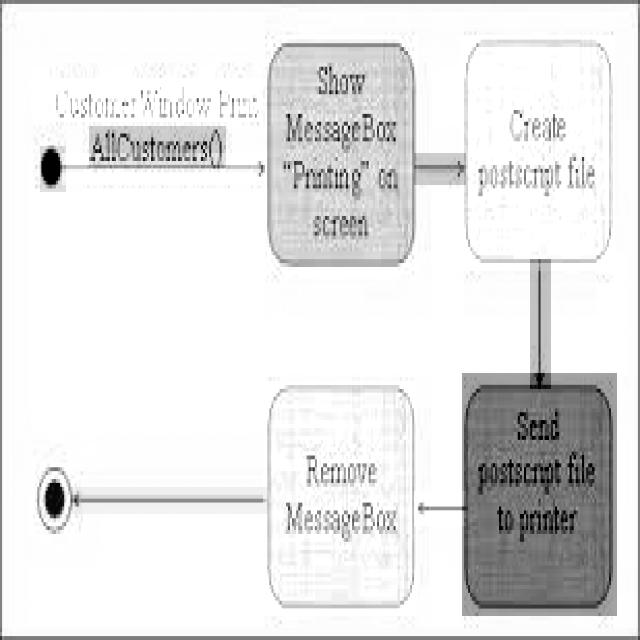 CustomerWindow Print
AllCustomers()
Show
MessageBox
"Printing" on
screen
Create
postscript file
Send
postscript file
to printer
Remove
MessageBox